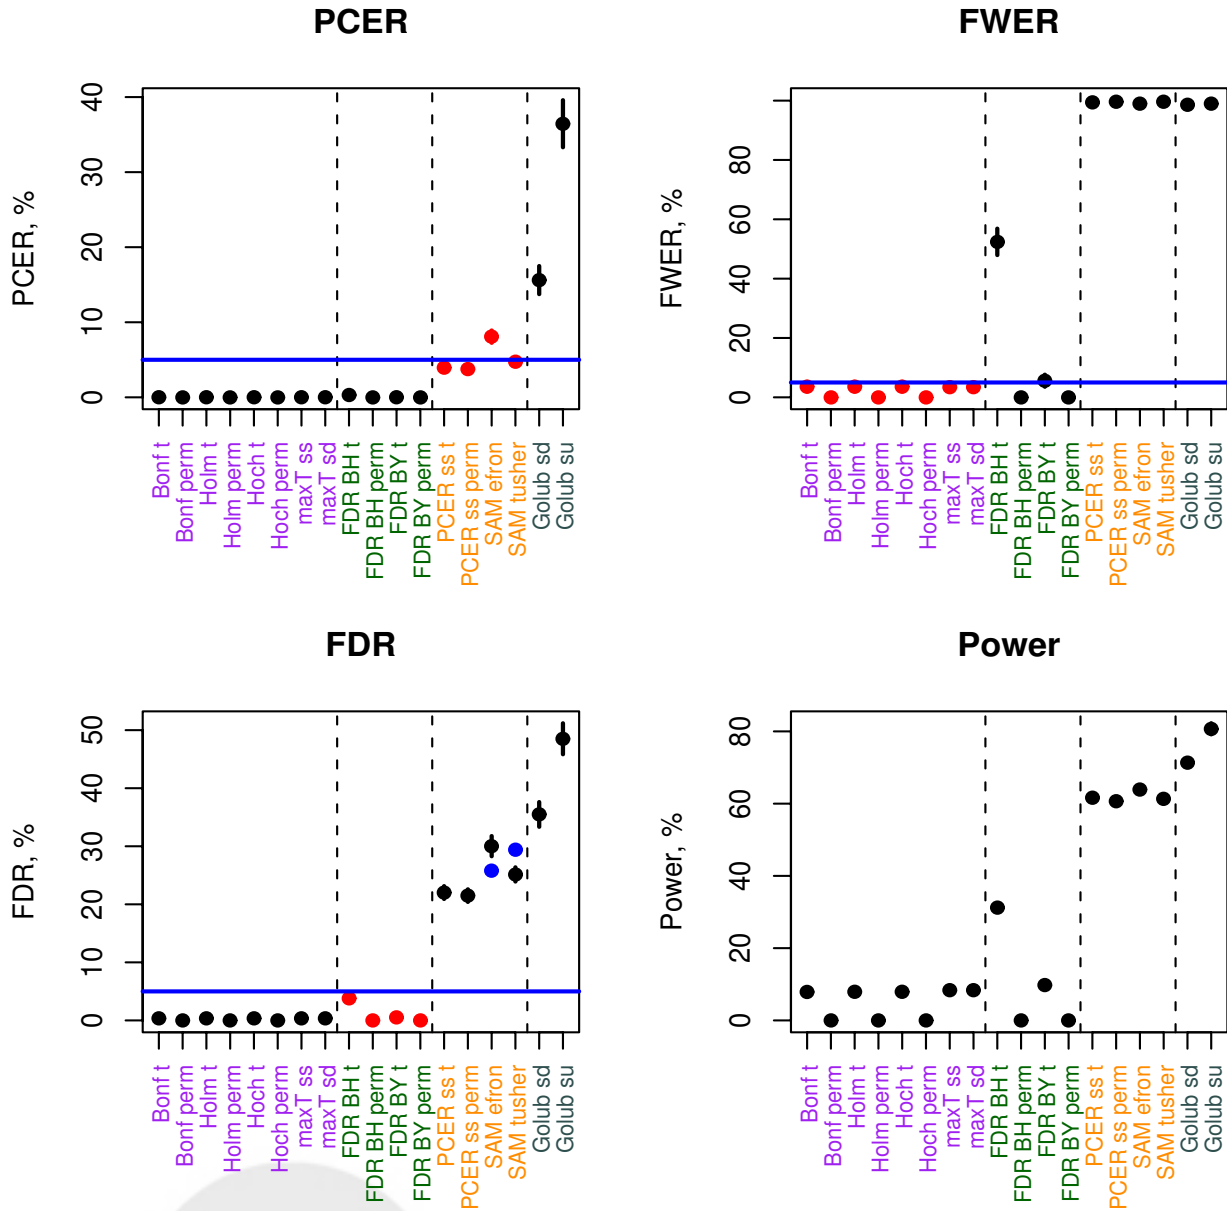 PCER
PCER, %
40
30
20
10
0
Bonf t
Bonf perm
Holm t
Holm perm
Hoch t
Hoch perm
maxT ss
maxT sd
FDR BH t
FDR BH perm
FDR BY t
FDR BY perm
PCER ss t
PCER ss perm
SAM efron
SAM tusher
Golub sd
Golub su
FWER
FWER, %
80
60
40
20
0
Bonf t
Bonf perm
Holm t
Holm perm
Hoch t
Hoch perm
maxT ss
maxT sd
FDR BH t
FDR BH perm
FDR BY t
FDR BY perm
PCER ss t
PCER ss perm
SAM efron
SAM tusher
Golub sd
Golub su
FDR
FDR, %
50
40
30
20
10
0
Bonf t
Bonf perm
Holm t
Holm perm
Hoch t
Hoch perm
maxT ss
maxT sd
FDR BH t
FDR BH perm
FDR BY t
FDR BY perm
PCER ss t
PCER ss perm
SAM efron
SAM tusher
Golub sd
Golub su
Power
Power, %
80
60
40
20
0
Bonf t
Bonf perm
Holm t
Holm perm
Hoch t
Hoch perm
maxT ss
maxT sd
FDR BH t
FDR BH perm
FDR BY t
FDR BY perm
PCER ss t
PCER ss perm
SAM efron
SAM tusher
Golub sd
Golub su